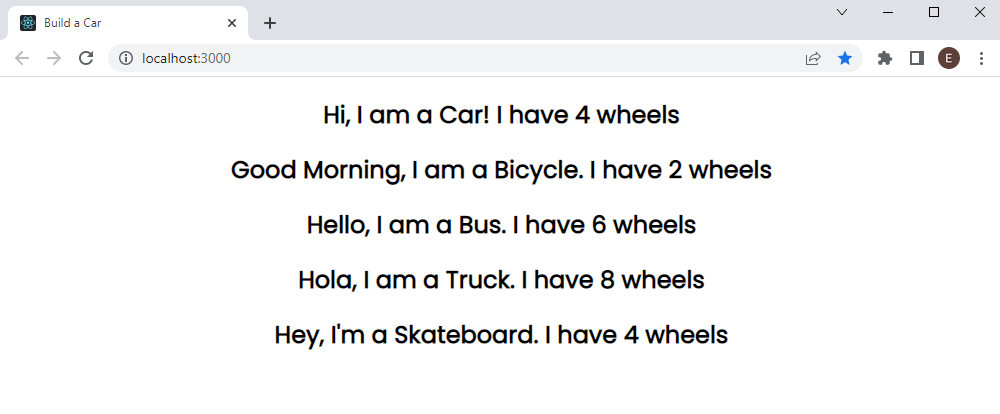 Build a Car
localhost:3000
E
Hi, I am a Car! I have 4 wheels
Good Morning, I am a Bicycle. I have 2 wheels
Hello, I am a Bus. I have 6 wheels
Hola, I am a Truck. I have 8 wheels
Hey, I'm a Skateboard. I have 4 wheels